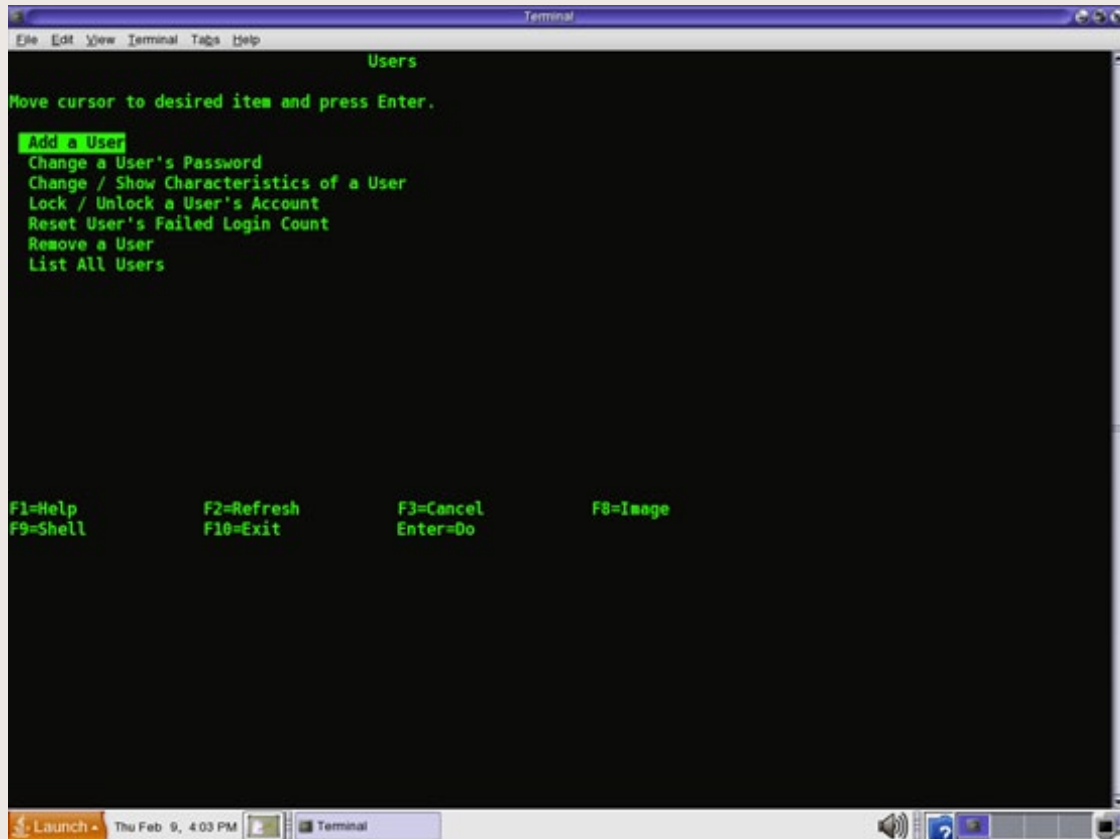 Terminal
File Edit View Terminal Tabs Help
Users
Move cursor to desired item and press Enter.
Add a User
Change a User's Password
Change / Show Characteristics of a User
Lock / Unlock a User's Account
Reset User's Failed Login Count
Remove a User
List All Users
F1=Help F2=Refresh F3=Cancel F8=Image
F9=Shell F10=Exit Enter=Do
Launch Thu Feb 9, 4:03 PM Terminal